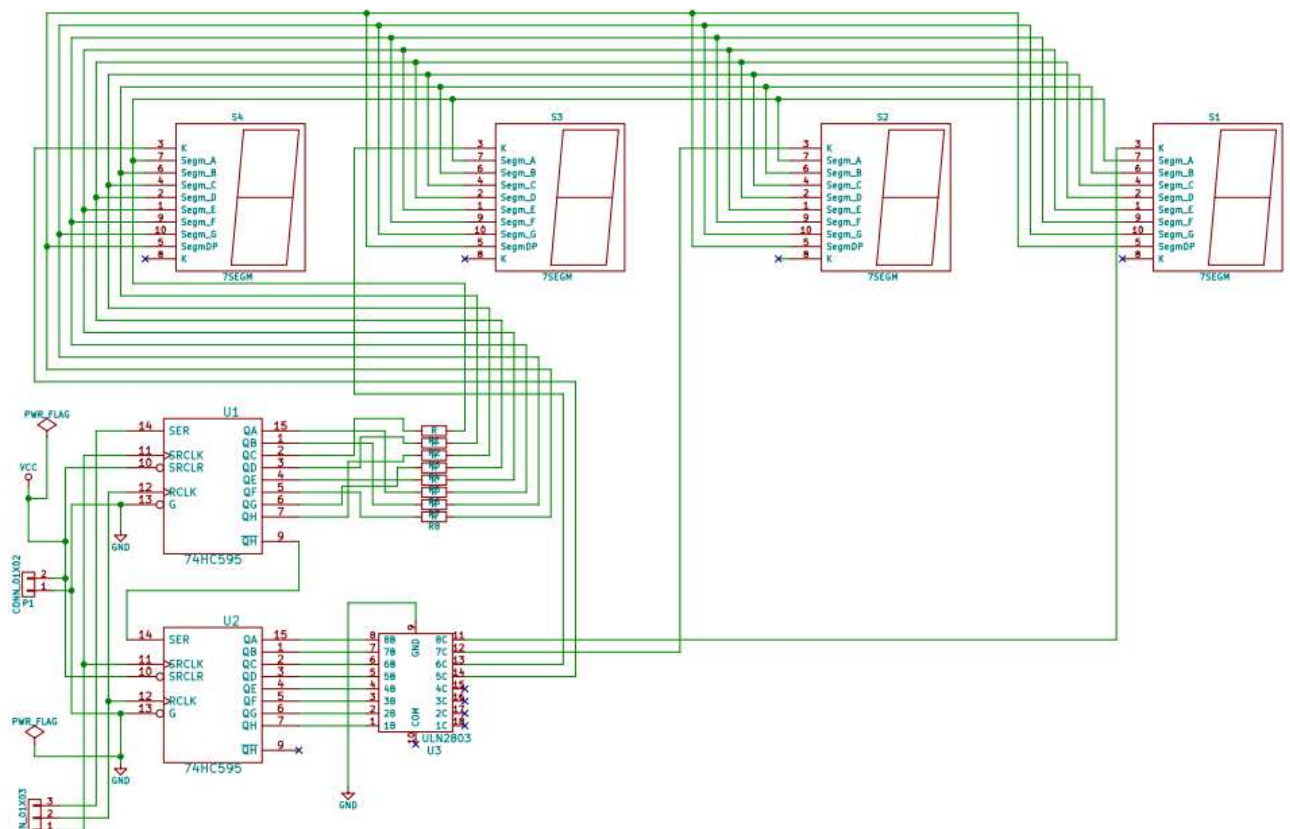 S4
S3
S2
S1
3 K
7 Segm_A
6 Segm_B
4 Segm_C
2 Segm_D
1 Segm_E
9 Segm_F
10 Segm_G
5 SegmDP
8 K
7SEGM
3 K
7 Segm_A
6 Segm_B
4 Segm_C
2 Segm_D
1 Segm_E
9 Segm_F
10 Segm_G
5 SegmDP
8 K
7SEGM
3 K
7 Segm_A
6 Segm_B
4 Segm_C
2 Segm_D
1 Segm_E
9 Segm_F
10 Segm_G
5 SegmDP
8 K
7SEGM
3 K
7 Segm_A
6 Segm_B
4 Segm_C
2 Segm_D
1 Segm_E
9 Segm_F
10 Segm_G
5 SegmDP
8 K
7SEGM
PWR_FLAG
VCC
U1
14 SER QA 15
QB 1
11 SRCLK QC 2
10 SRCLR QD 3
QE 4
12 RCLK QF 5
13 G QG 6
QH 7
QH 9
74HC595
GND
R
R8
CONN_01X02
2
1
P1
U2
14 SER QA 15
QB 1
11 SRCLK QC 2
10 SRCLR QD 3
QE 4
12 RCLK QF 5
13 G QG 6
QH 7
QH 9
74HC595
9 GND
8 8B 8C 11
7 7B 7C 12
6 6B 6C 13
5 5B 5C 14
4 4B 4C 15
3 3B 3C 16
2 2B 2C 17
1 1B 1C 18
COM 10
ULN2803
U3
PWR_FLAG
GND
GND
N_01X03
3
2
1